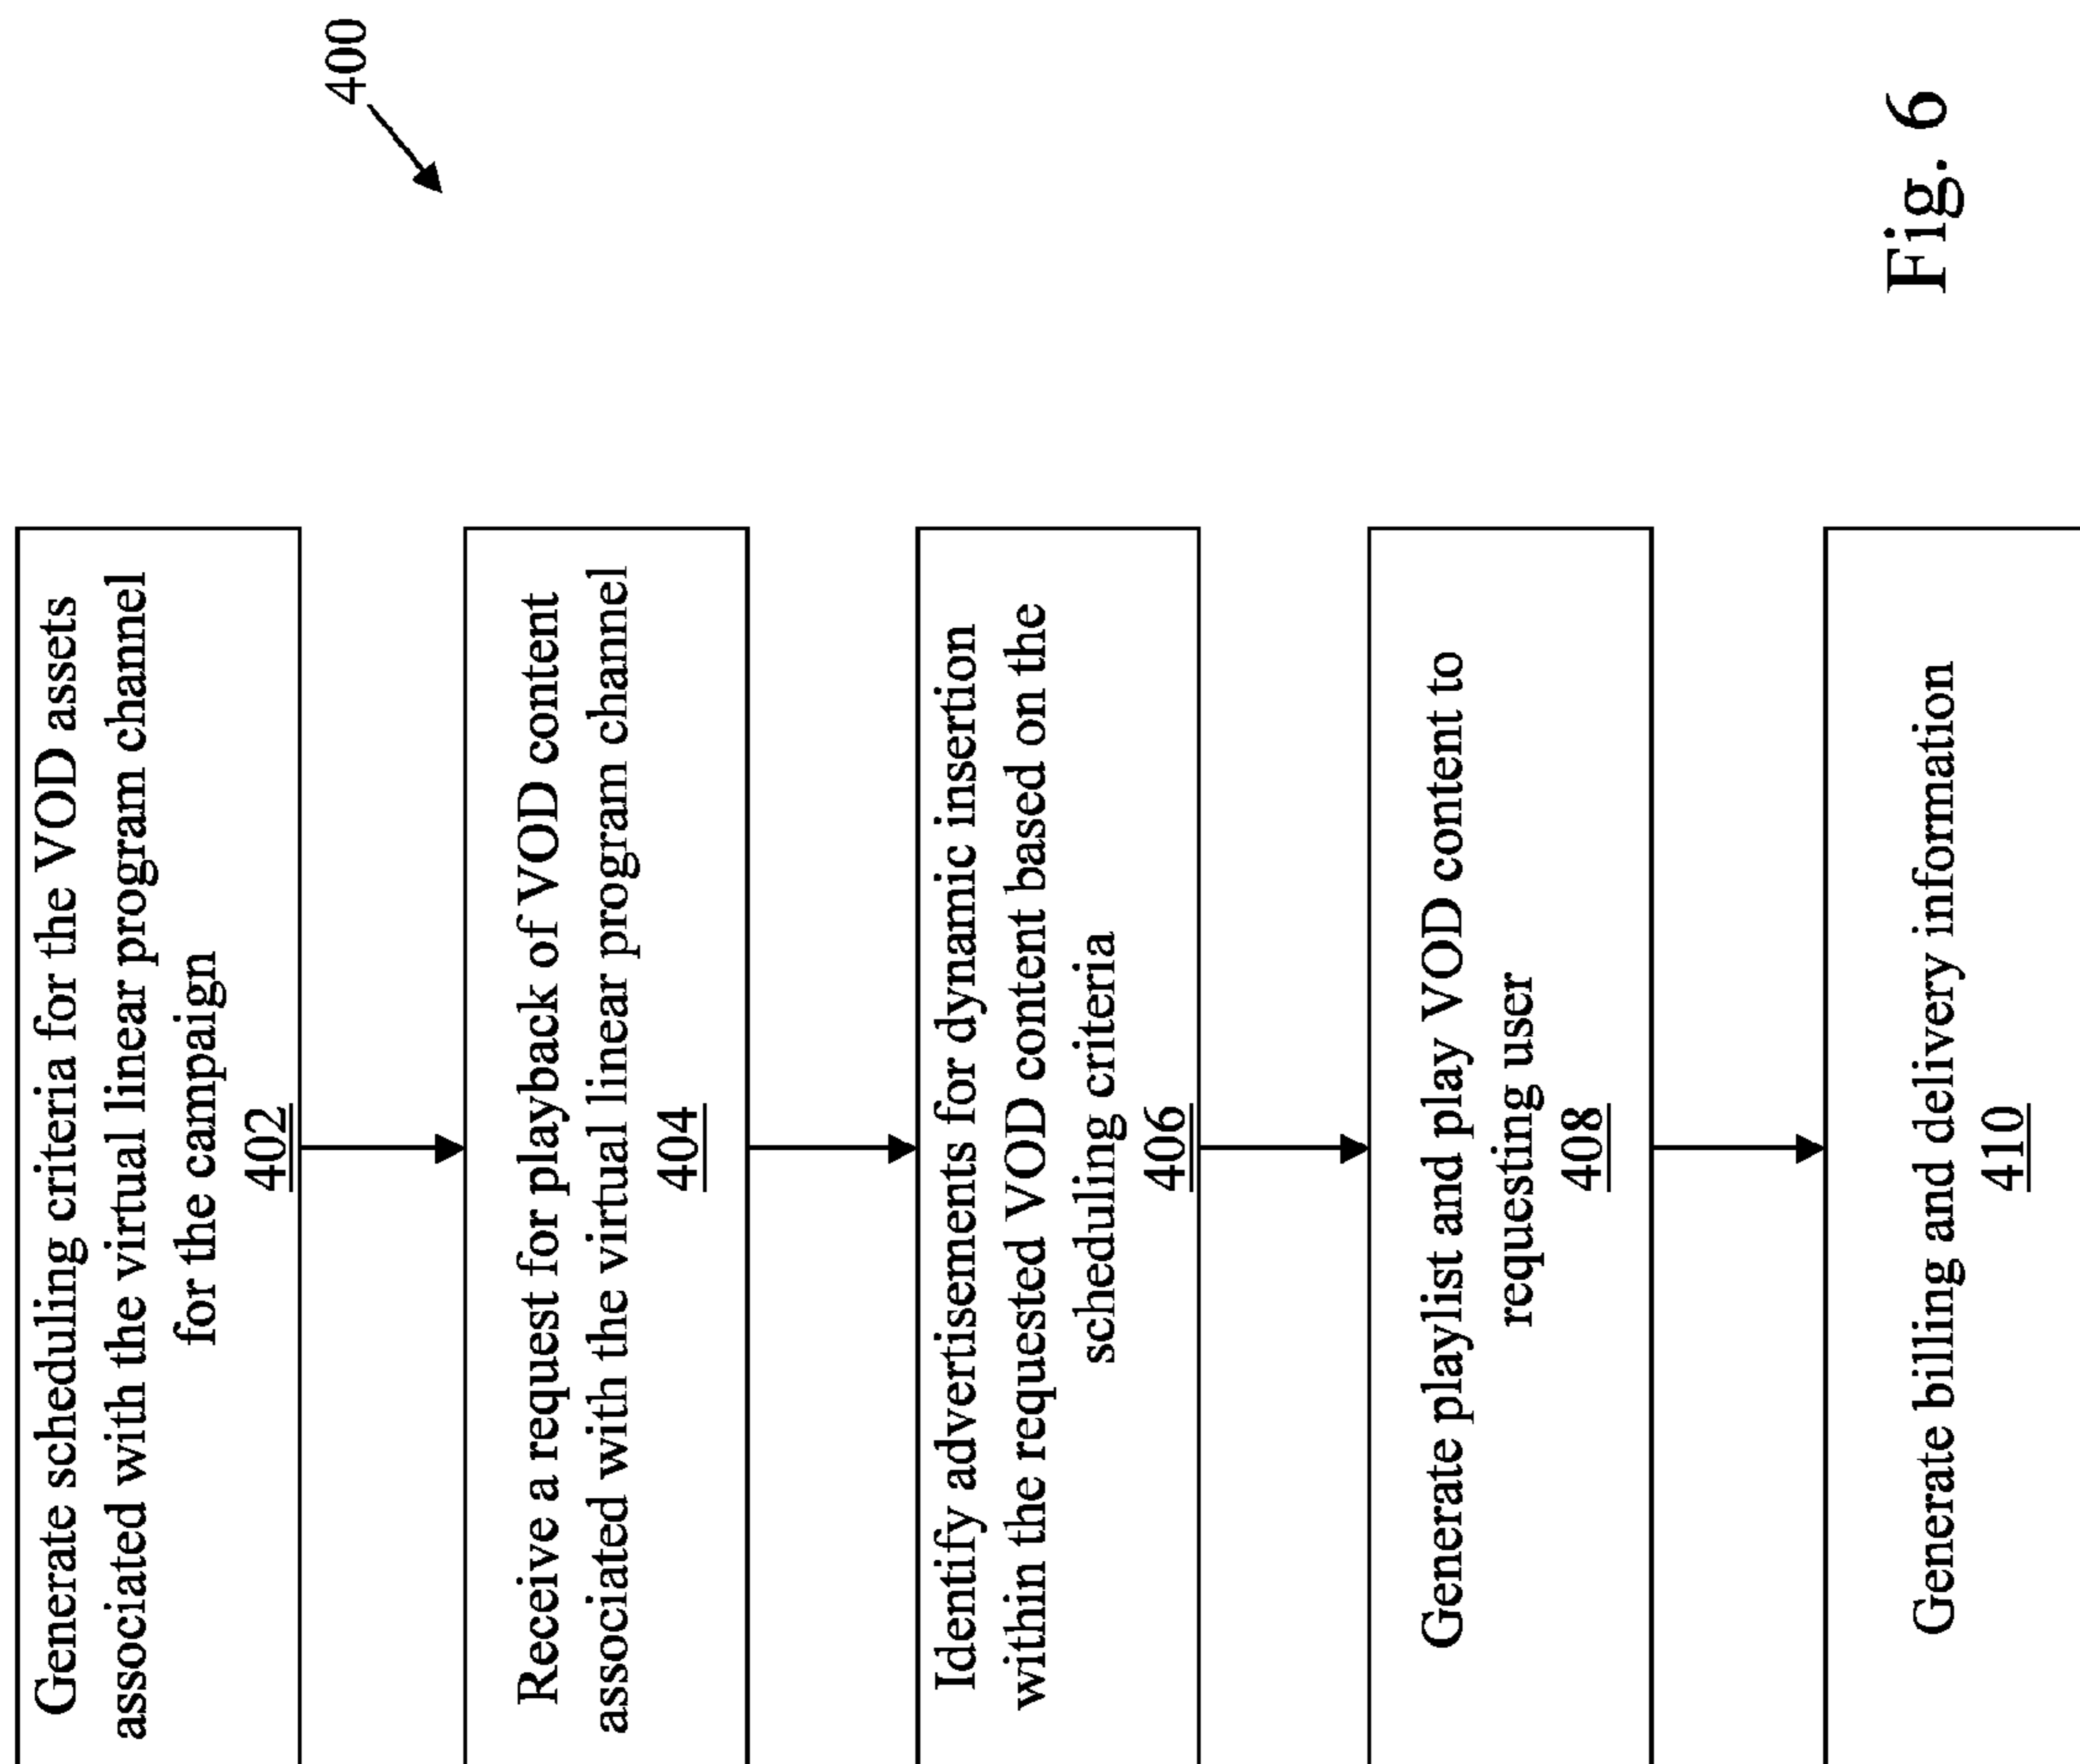 400
Generate scheduling criteria for the VOD assets
associated with the virtual linear program channel
for the campaign
402
Receive a request for playback of VOD content
associated with the virtual linear program channel
404
Identify advertisements for dynamic insertion
within the requested VOD content based on the
scheduling criteria
406
Generate playlist and play VOD content to
requesting user
408
Generate billing and delivery information
410
Fig. 6